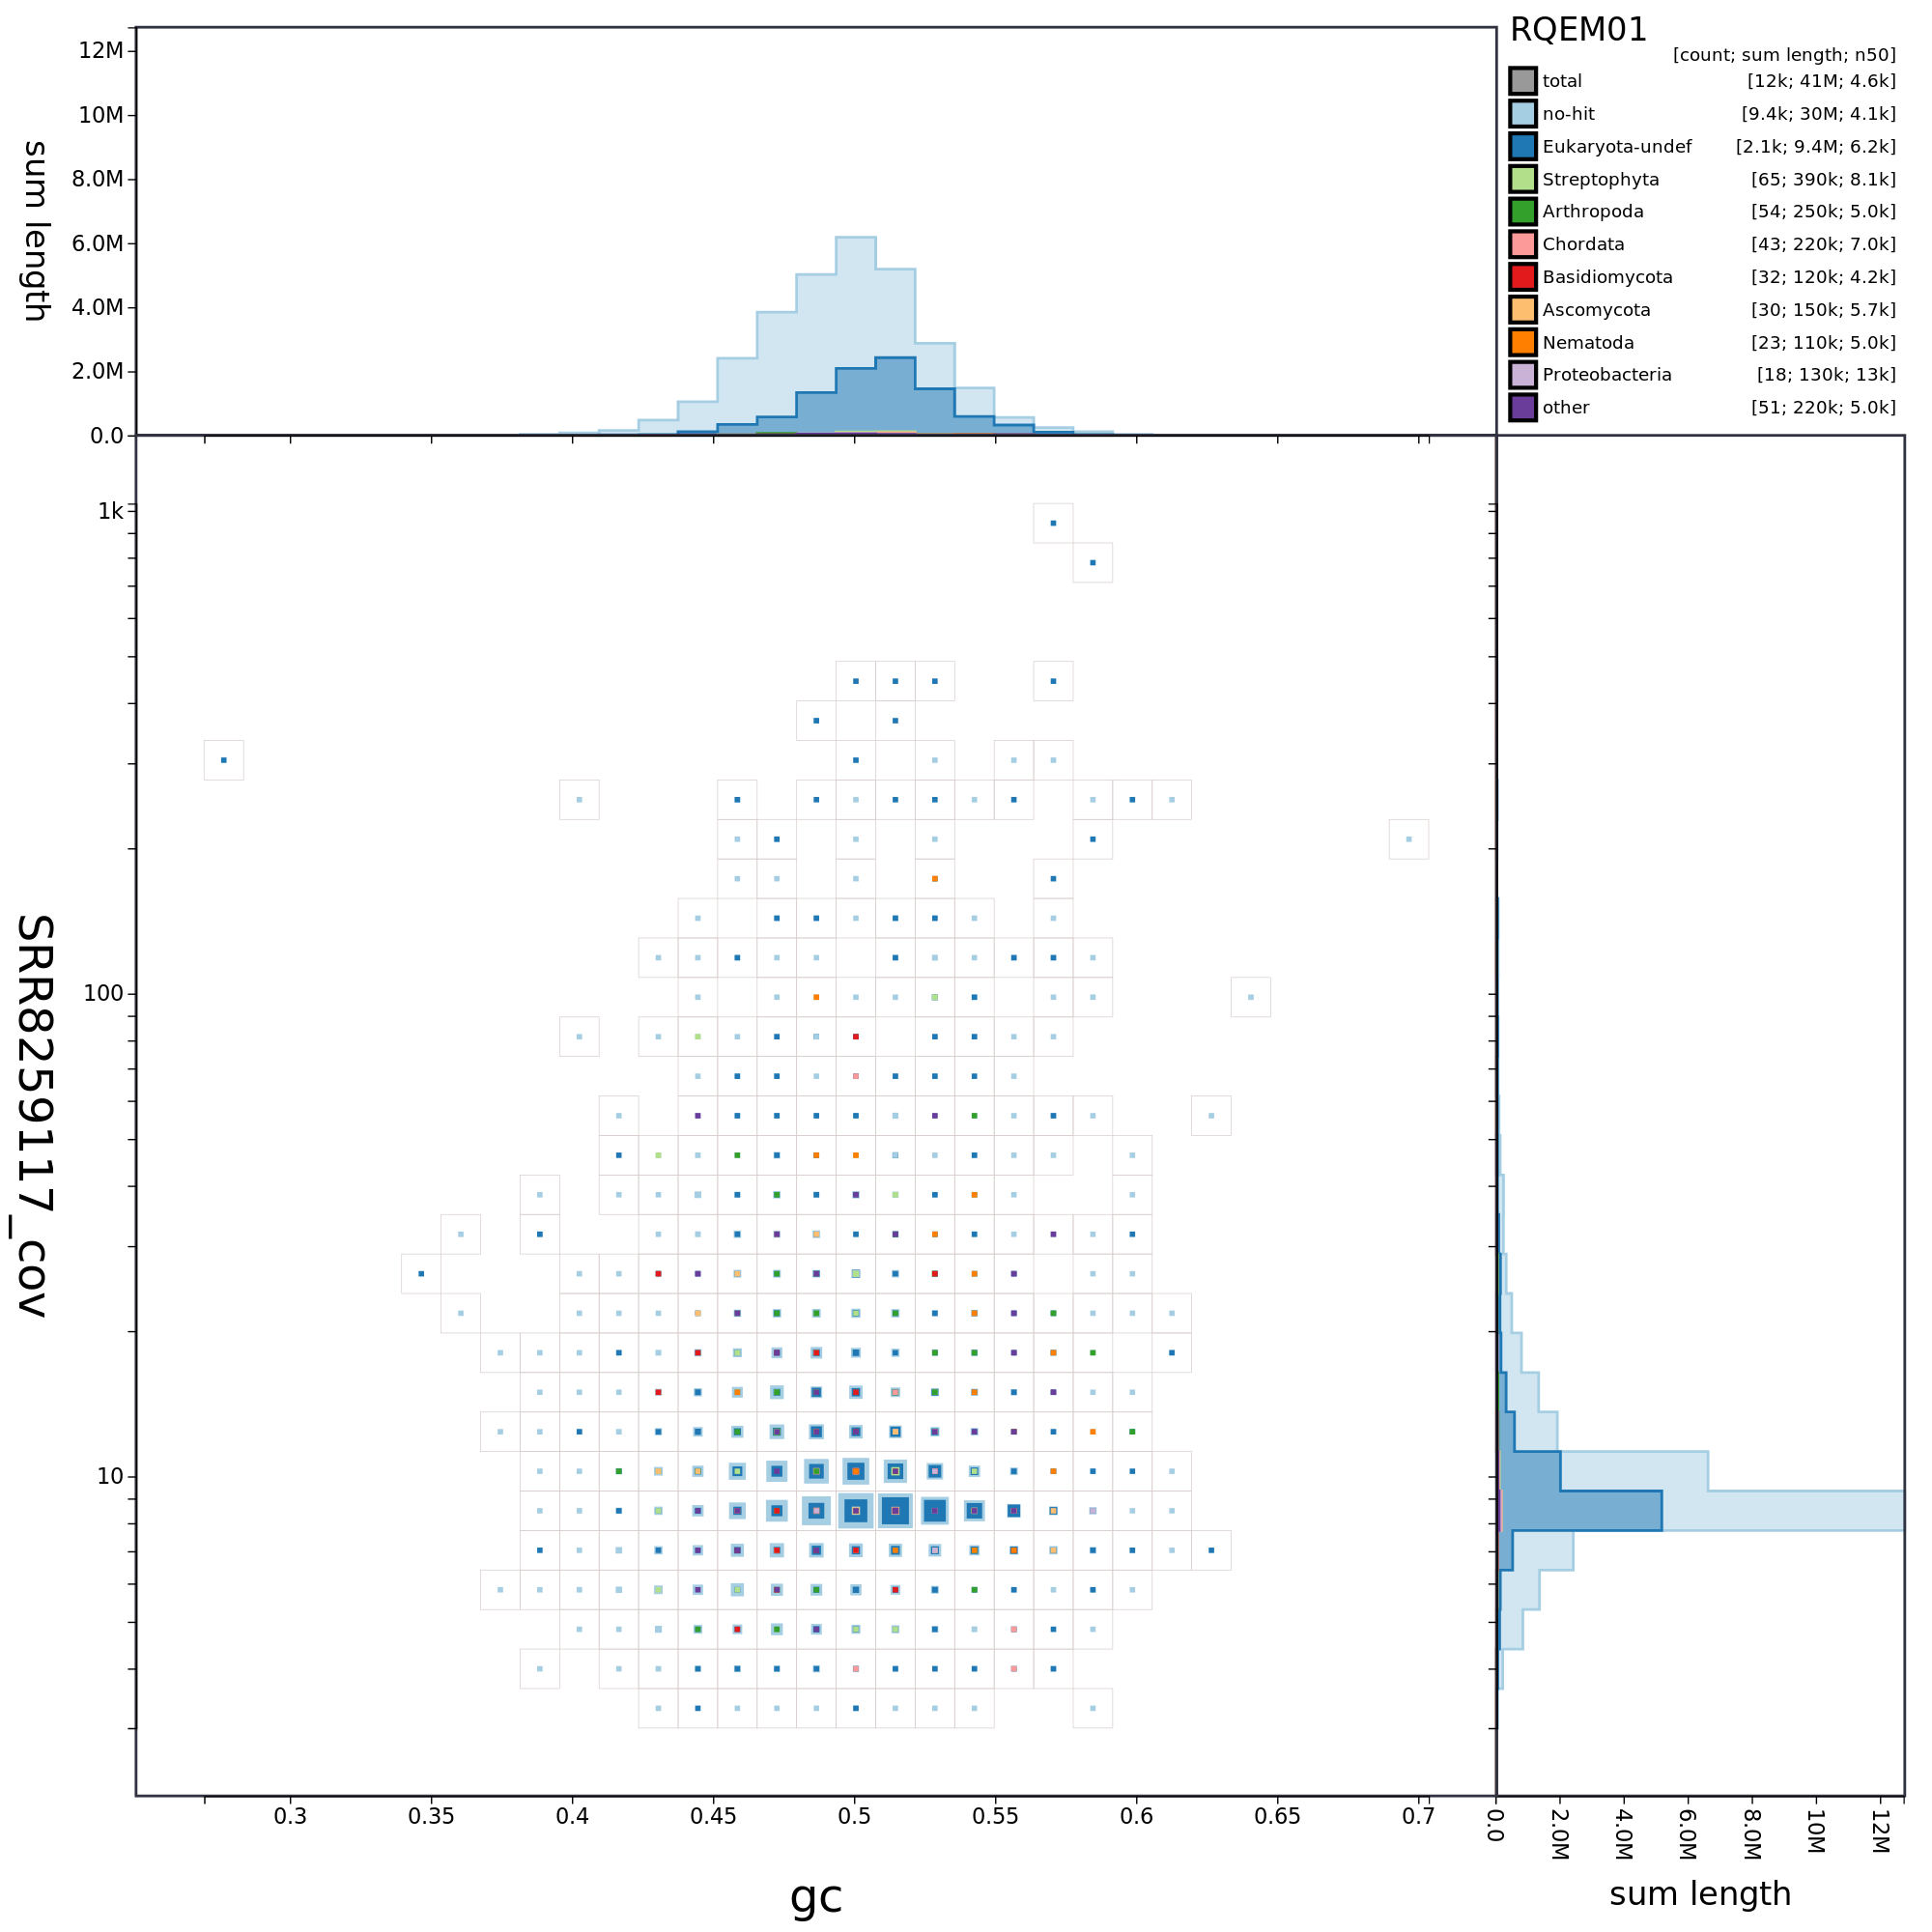 RQEM01
[count; sum length; n50]
total [12k; 41M; 4.6k]
no-hit [9.4k; 30M; 4.1k]
Eukaryota-undef [2.1k; 9.4M; 6.2k]
Streptophyta [65; 390k; 8.1k]
Arthropoda [54; 250k; 5.0k]
Chordata [43; 220k; 7.0k]
Basidiomycota [32; 120k; 4.2k]
Ascomycota [30; 150k; 5.7k]
Nematoda [23; 110k; 5.0k]
Proteobacteria [18; 130k; 13k]
other [51; 220k; 5.0k]
sum length
12M
10M
8.0M
6.0M
4.0M
2.0M
0.0
SRR8259117_cov
1k
100
10
0.3 0.35 0.4 0.45 0.5 0.55 0.6 0.65 0.7
gc
0.0 2.0M 4.0M 6.0M 8.0M 10M 12M
sum length